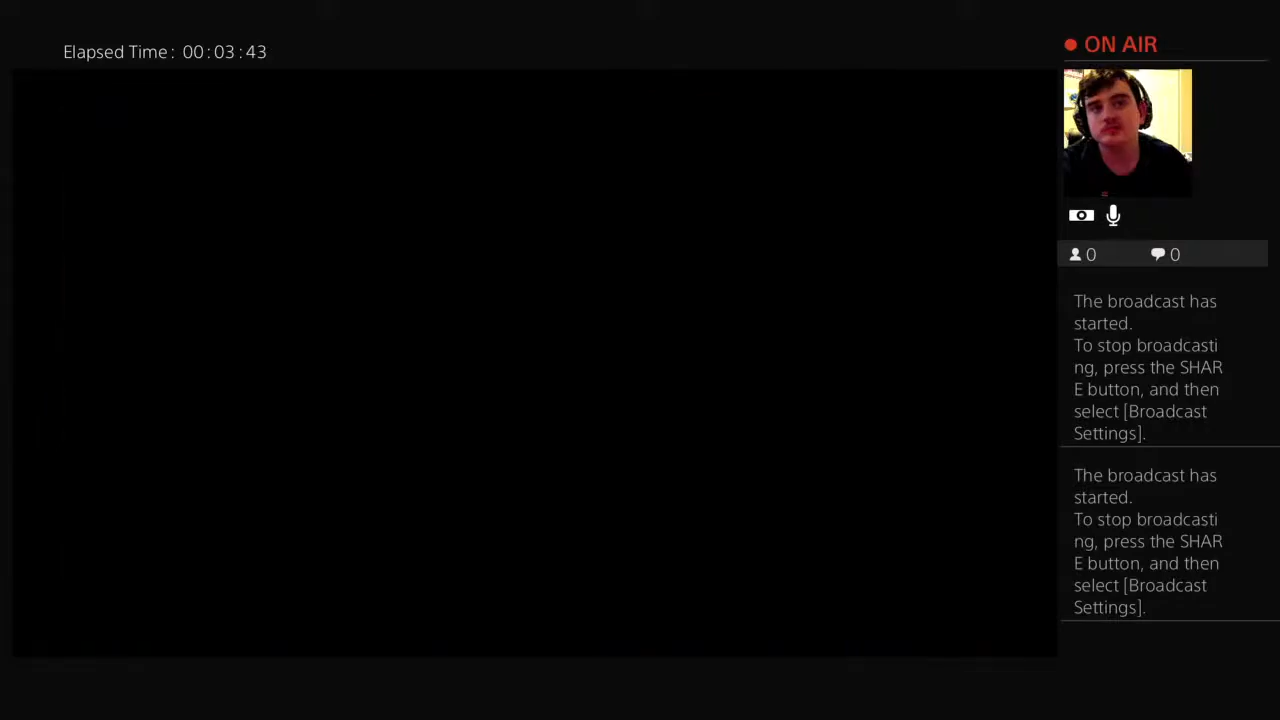 Elapsed Time: 00:03:43
ON AIR
0 0
The broadcast has
started.
To stop broadcasti
ng, press the SHAR
E button, and then
select [Broadcast
Settings].
The broadcast has
started.
To stop broadcasti
ng, press the SHAR
E button, and then
select [Broadcast
Settings].